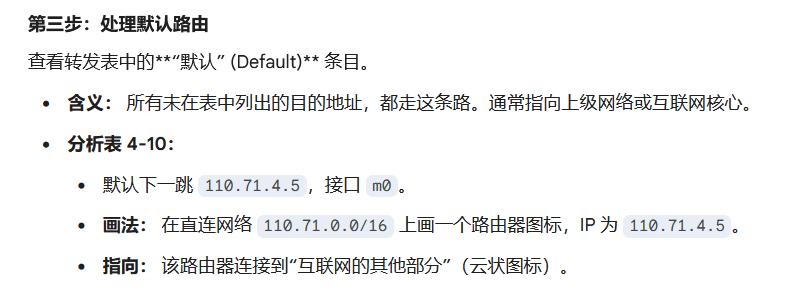 第三步：处理默认路由
查看转发表中的**“默认” (Default)** 条目。
• 含义： 所有未在表中列出的目的地址，都走这条路。通常指向上级网络或互联网核心。
• 分析表 4-10：
• 默认下一跳 110.71.4.5，接口 m0。
• 画法： 在直连网络 110.71.0.0/16 上画一个路由器图标，IP 为 110.71.4.5。
• 指向： 该路由器连接到“互联网的其他部分”（云状图标）。